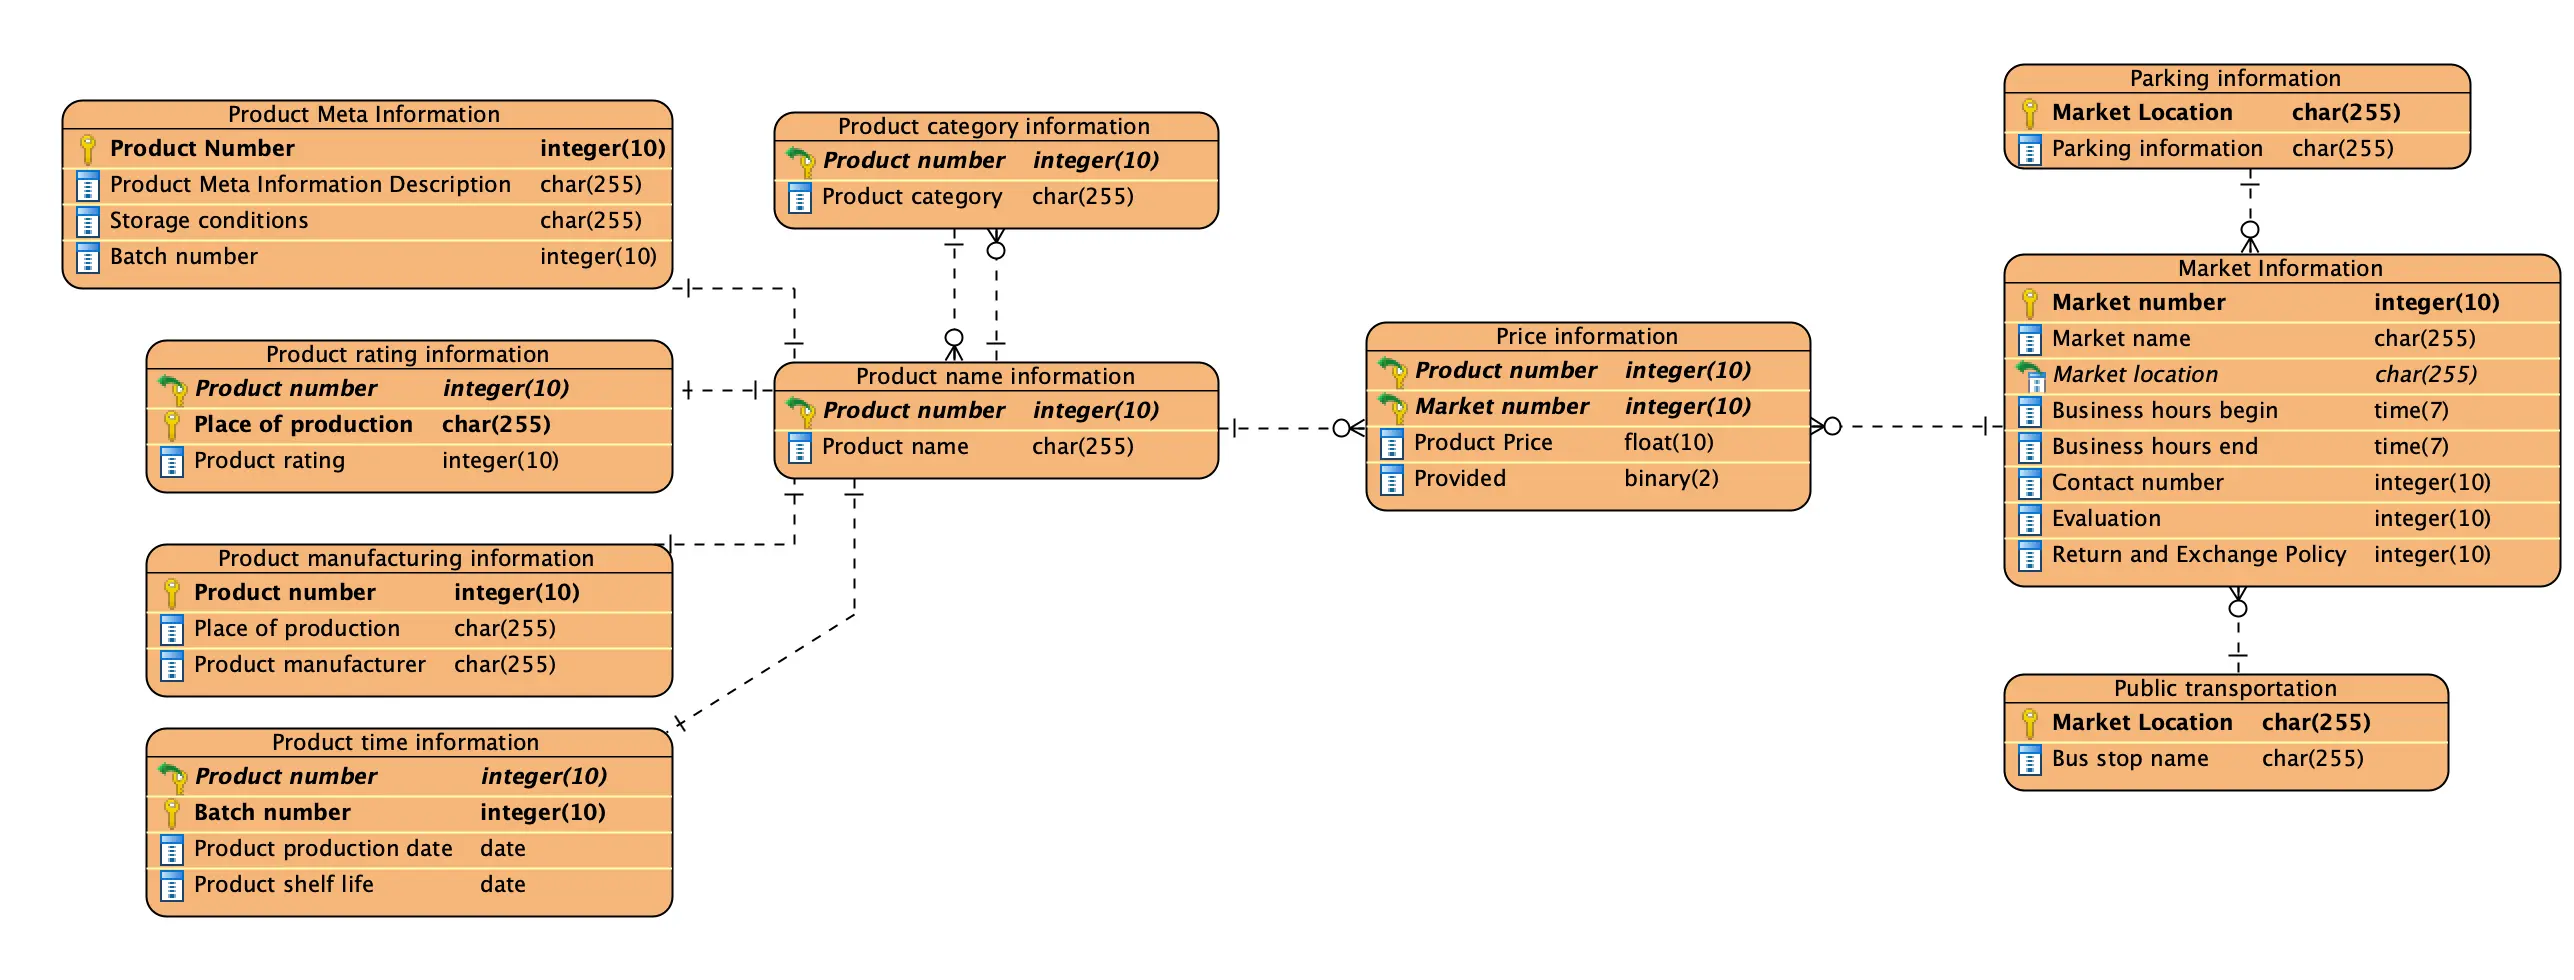 Product Meta Information
Product Number integer(10)
Product Meta Information Description char(255)
Storage conditions char(255)
Batch number integer(10)
Product rating information
Product number integer(10)
Place of production char(255)
Product rating integer(10)
Product manufacturing information
Product number integer(10)
Place of production char(255)
Product manufacturer char(255)
Product time information
Product number integer(10)
Batch number integer(10)
Product production date date
Product shelf life date
Product category information
Product number integer(10)
Product category char(255)
Product name information
Product number integer(10)
Product name char(255)
Price information
Product number integer(10)
Market number integer(10)
Product Price float(10)
Provided binary(2)
Parking information
Market Location char(255)
Parking information char(255)
Market Information
Market number integer(10)
Market name char(255)
Market location char(255)
Business hours begin time(7)
Business hours end time(7)
Contact number integer(10)
Evaluation integer(10)
Return and Exchange Policy integer(10)
Public transportation
Market Location char(255)
Bus stop name char(255)